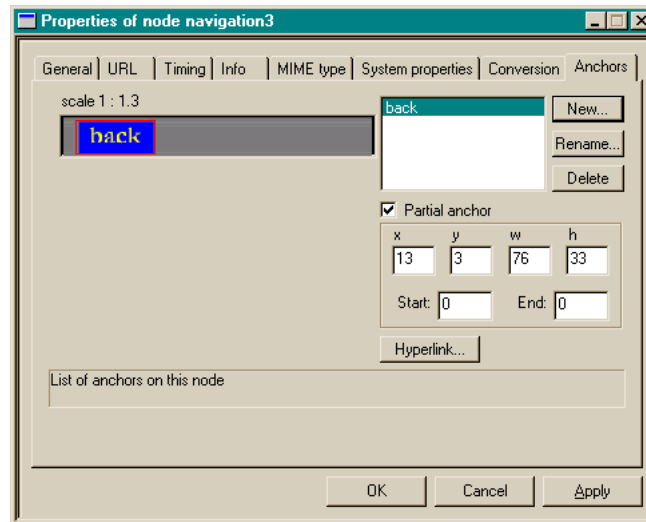 Properties of node navigation3
General URL Timing Info MIME type System properties Conversion Anchors
scale 1 : 1.3
back
back
New...
Rename...
Delete
Partial anchor
x y w h
13 3 76 33
Start: 0 End: 0
Hyperlink...
List of anchors on this node
OK Cancel Apply